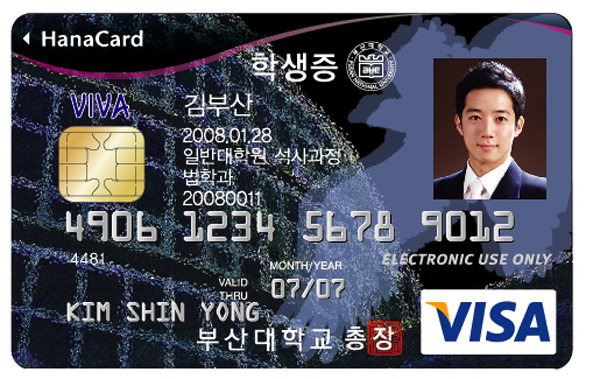 HanaCard
학생증
VIVA
김부산
2008.01.28
일반대학원 석사과정
법학과
20080011
4906 1234 5678 9012
4481
ELECTRONIC USE ONLY
MONTH/YEAR
VALID THRU 07/07
KIM SHIN YONG
부산대학교 총장
VISA